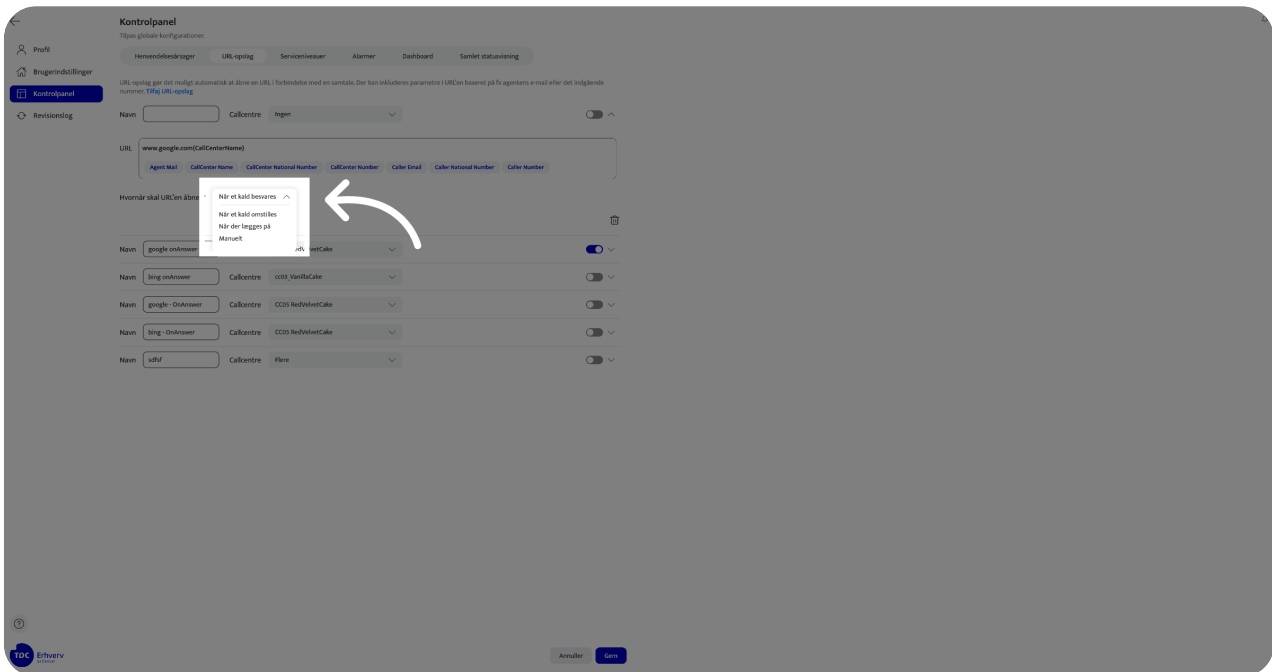 Kontrolpanel
Tilpas globale konfigurationer.
Profil
Brugerindstillinger
Kontrolpanel
Revisionslog
Henvendelsesårsager URL-opslag Serviceniveauer Alarmer Dashboard Samlet statusvisning
URL-opslag gør det muligt automatisk at åbne en URL i forbindelse med en samtale. Der kan inkluderes parametre i URL'en baseret på fx agentens e-mail eller det indgående
nummer. Tilføj URL-opslag
Navn Callcentre Ingen
URL www.google.com{CallCenterName}
Agent Mail CallCenter Name CallCenter National Number CallCenter Number Caller Email Caller National Number Caller Number
Hvornår skal URL'en åbne Når et kald besvares
Når et kald omstilles
Når der lægges på
Manuelt
Navn google onAnswer edVelvetCake
Navn bing onAnswer Callcentre cc03_VanillaCake
Navn google - OnAnswer Callcentre CC05 RedVelvetCake
Navn bing - OnAnswer Callcentre CC05 RedVelvetCake
Navn sdfsf Callcentre Flere
TDC Erhverv
Annuller Gem